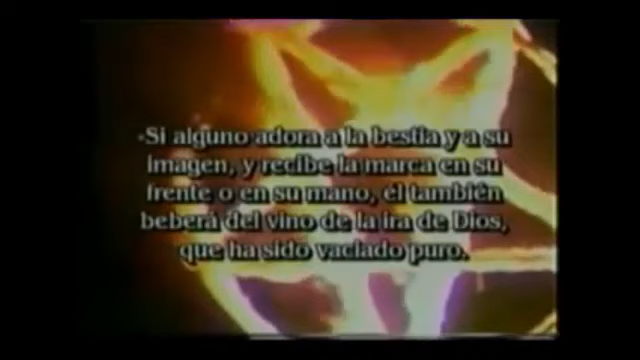 -Si alguno adora a la bestia y a su
imagen, y recibe la marca en su
frente o en su mano, él también
beberá del vino de la ira de Dios,
que ha sido vaciado puro.